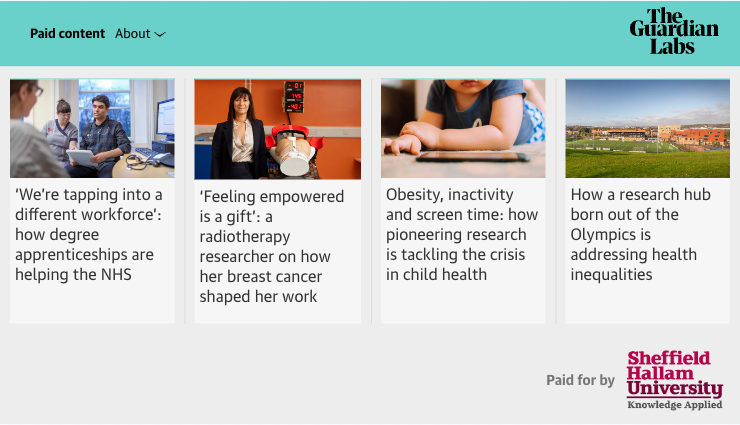 Paid content About
The
Guardian
Labs
‘We’re tapping into a
different workforce’:
how degree
apprenticeships are
helping the NHS
‘Feeling empowered
is a gift’: a
radiotherapy
researcher on how
her breast cancer
shaped her work
Obesity, inactivity
and screen time: how
pioneering research
is tackling the crisis
in child health
How a research hub
born out of the
Olympics is
addressing health
inequalities
Paid for by
Sheffield
Hallam
University
Knowledge Applied